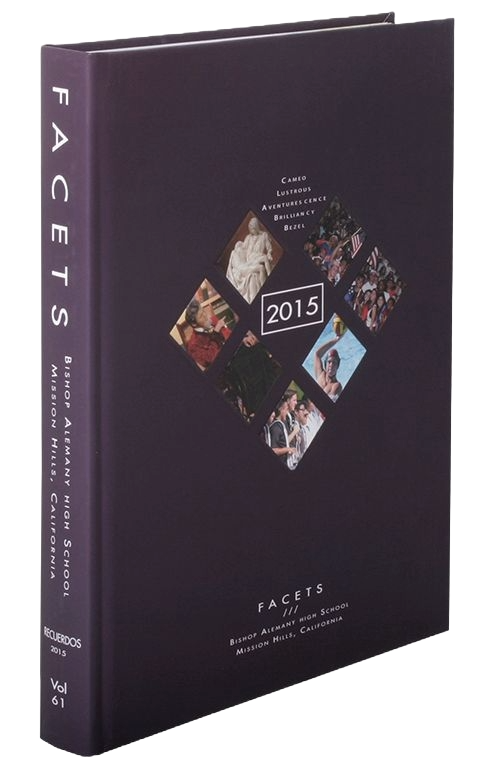 FACETS
BISHOP ALEMANY HIGH SCHOOL
MISSION HILLS, CALIFORNIA
RECUERDOS
2015
Vol
61
CAMEO
LUSTROUS
AVENTURESCENCE
BRILLIANCY
BEZEL
2015
FACETS
///
BISHOP ALEMANY HIGH SCHOOL
MISSION HILLS, CALIFORNIA